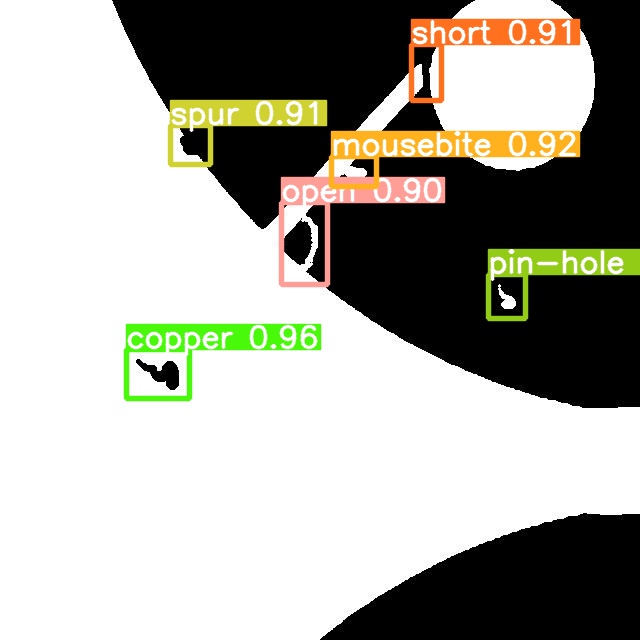 short 0.91
spur 0.91
mousebite 0.92
open 0.90
pin-hole
copper 0.96